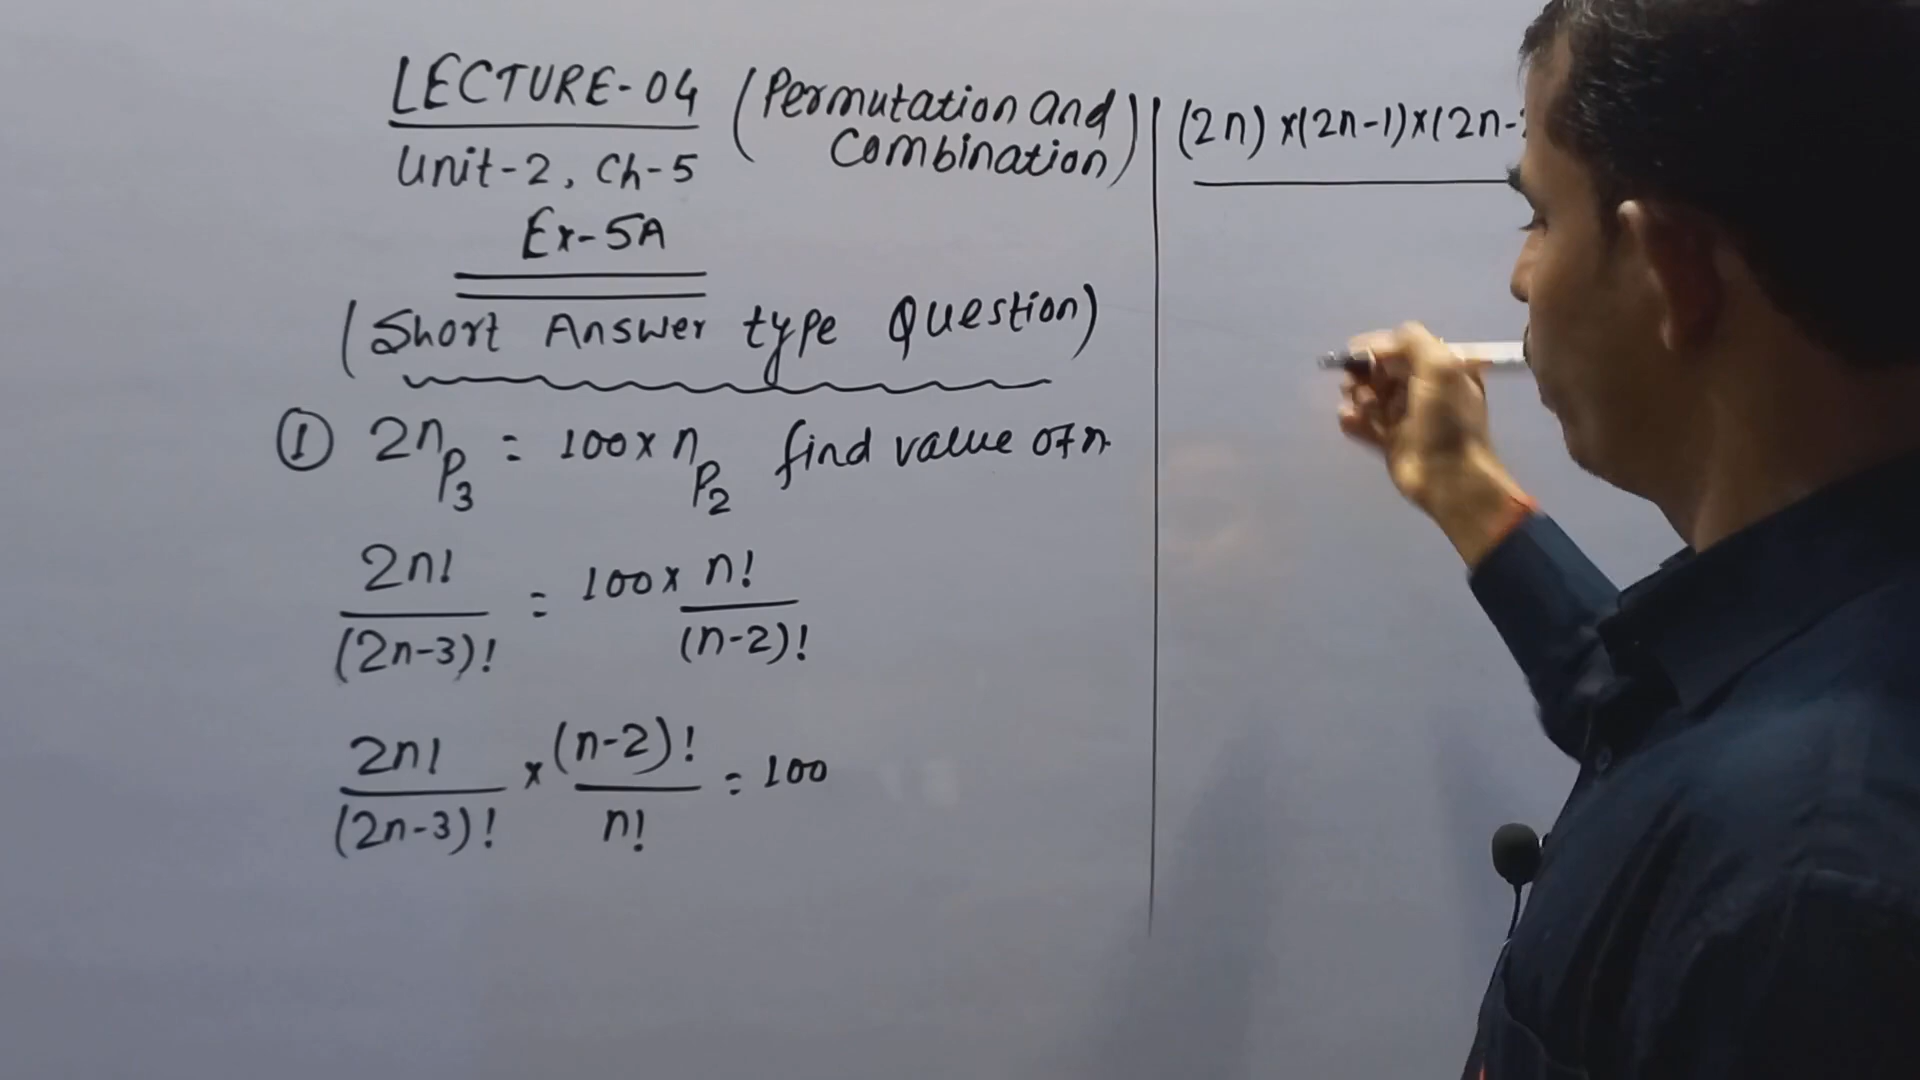 LECTURE-04 (Permutation and Combination)
Unit-2, Ch-5
Ex-5A
(Short Answer type Question)
① 2nP3 = 100 x nP2 find value of n.
2n!/(2n-3)! = 100 x n!/(n-2)!
2n!/(2n-3)! x (n-2)!/n! = 100
(2n) x(2n-1)x(2n-